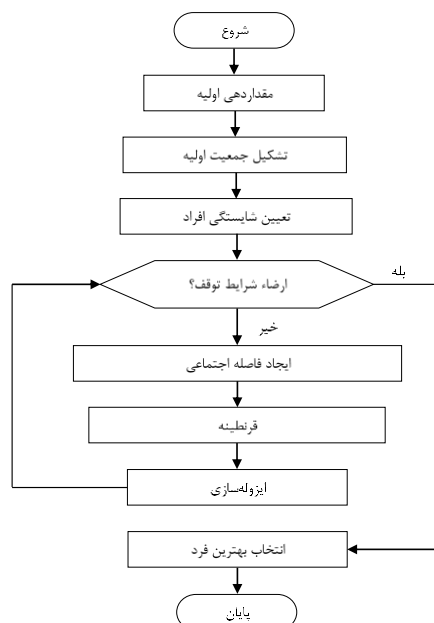 شروع
مقداردهی اولیه
تشکیل جمعیت اولیه
تعیین شایستگی افراد
ارضاء شرایط توقف؟
بله
خیر
ایجاد فاصله اجتماعی
قرنطینه
ایزوله‌سازی
انتخاب بهترین فرد
پایان